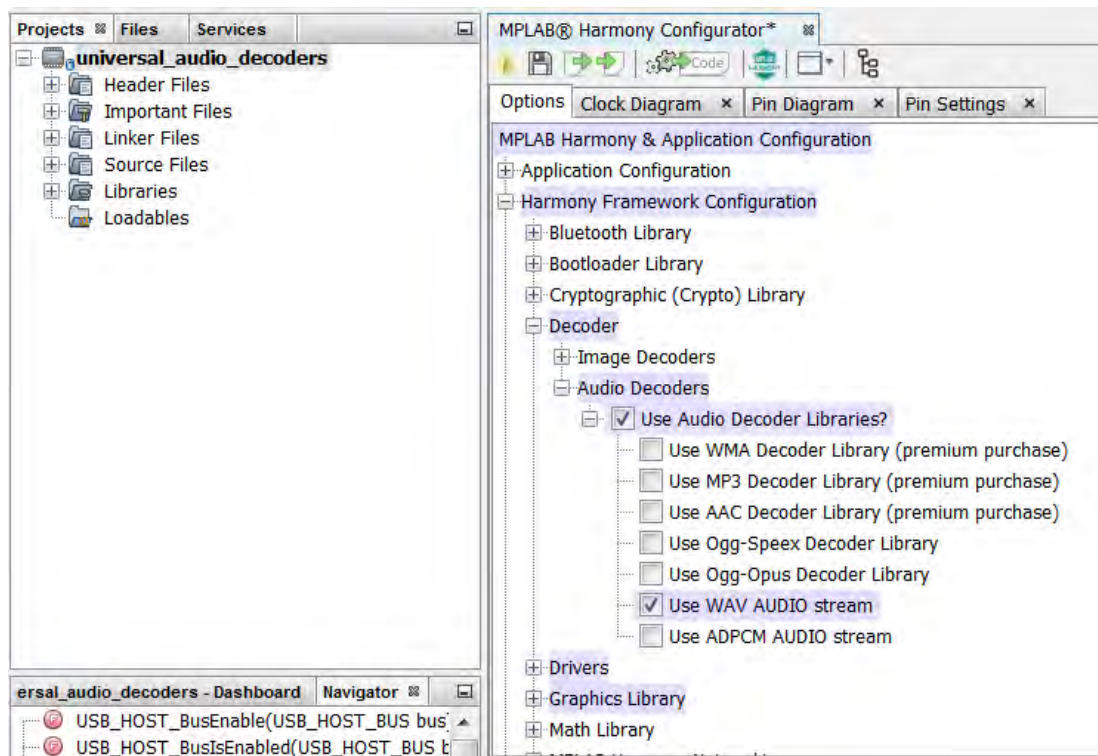 Projects Files Services
universal_audio_decoders
Header Files
Important Files
Linker Files
Source Files
Libraries
Loadables
ersal_audio_decoders - Dashboard Navigator
USB_HOST_BusEnable(USB_HOST_BUS bus)
USB_HOST_BusIsEnabled(USB_HOST_BUS b
MPLAB® Harmony Configurator*
Code
Options Clock Diagram × Pin Diagram × Pin Settings ×
MPLAB Harmony & Application Configuration
Application Configuration
Harmony Framework Configuration
Bluetooth Library
Bootloader Library
Cryptographic (Crypto) Library
Decoder
Image Decoders
Audio Decoders
Use Audio Decoder Libraries?
Use WMA Decoder Library (premium purchase)
Use MP3 Decoder Library (premium purchase)
Use AAC Decoder Library (premium purchase)
Use Ogg-Speex Decoder Library
Use Ogg-Opus Decoder Library
Use WAV AUDIO stream
Use ADPCM AUDIO stream
Drivers
Graphics Library
Math Library